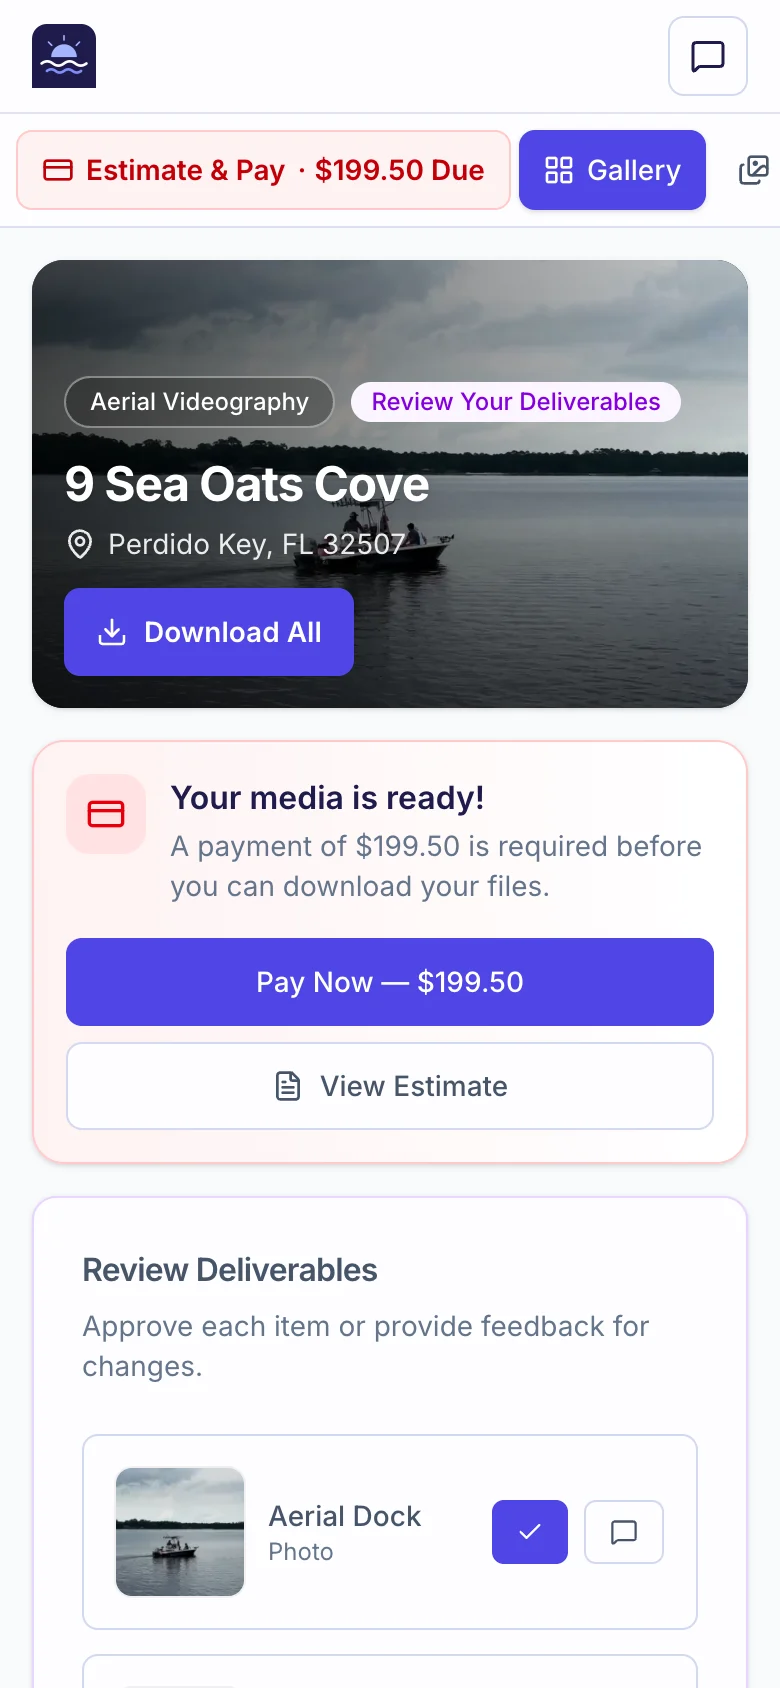 Estimate & Pay · $199.50 Due
Gallery
Aerial Videography
Review Your Deliverables
9 Sea Oats Cove
Perdido Key, FL 32507
Download All
Your media is ready!
A payment of $199.50 is required before
you can download your files.
Pay Now — $199.50
View Estimate
Review Deliverables
Approve each item or provide feedback for
changes.
Aerial Dock
Photo